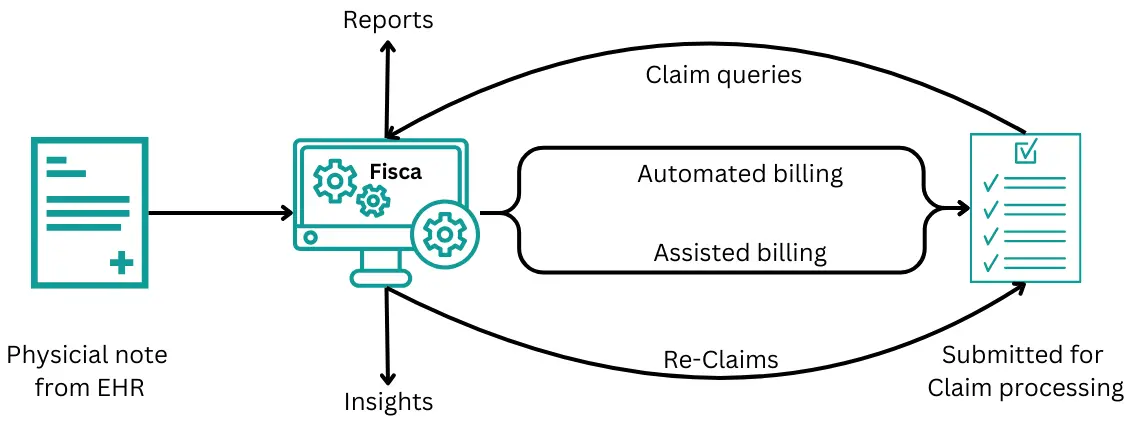 Reports
Claim queries
Fisca
Automated billing
Assisted billing
Physicial note
from EHR
Re-Claims
Submitted for
Claim processing
Insights